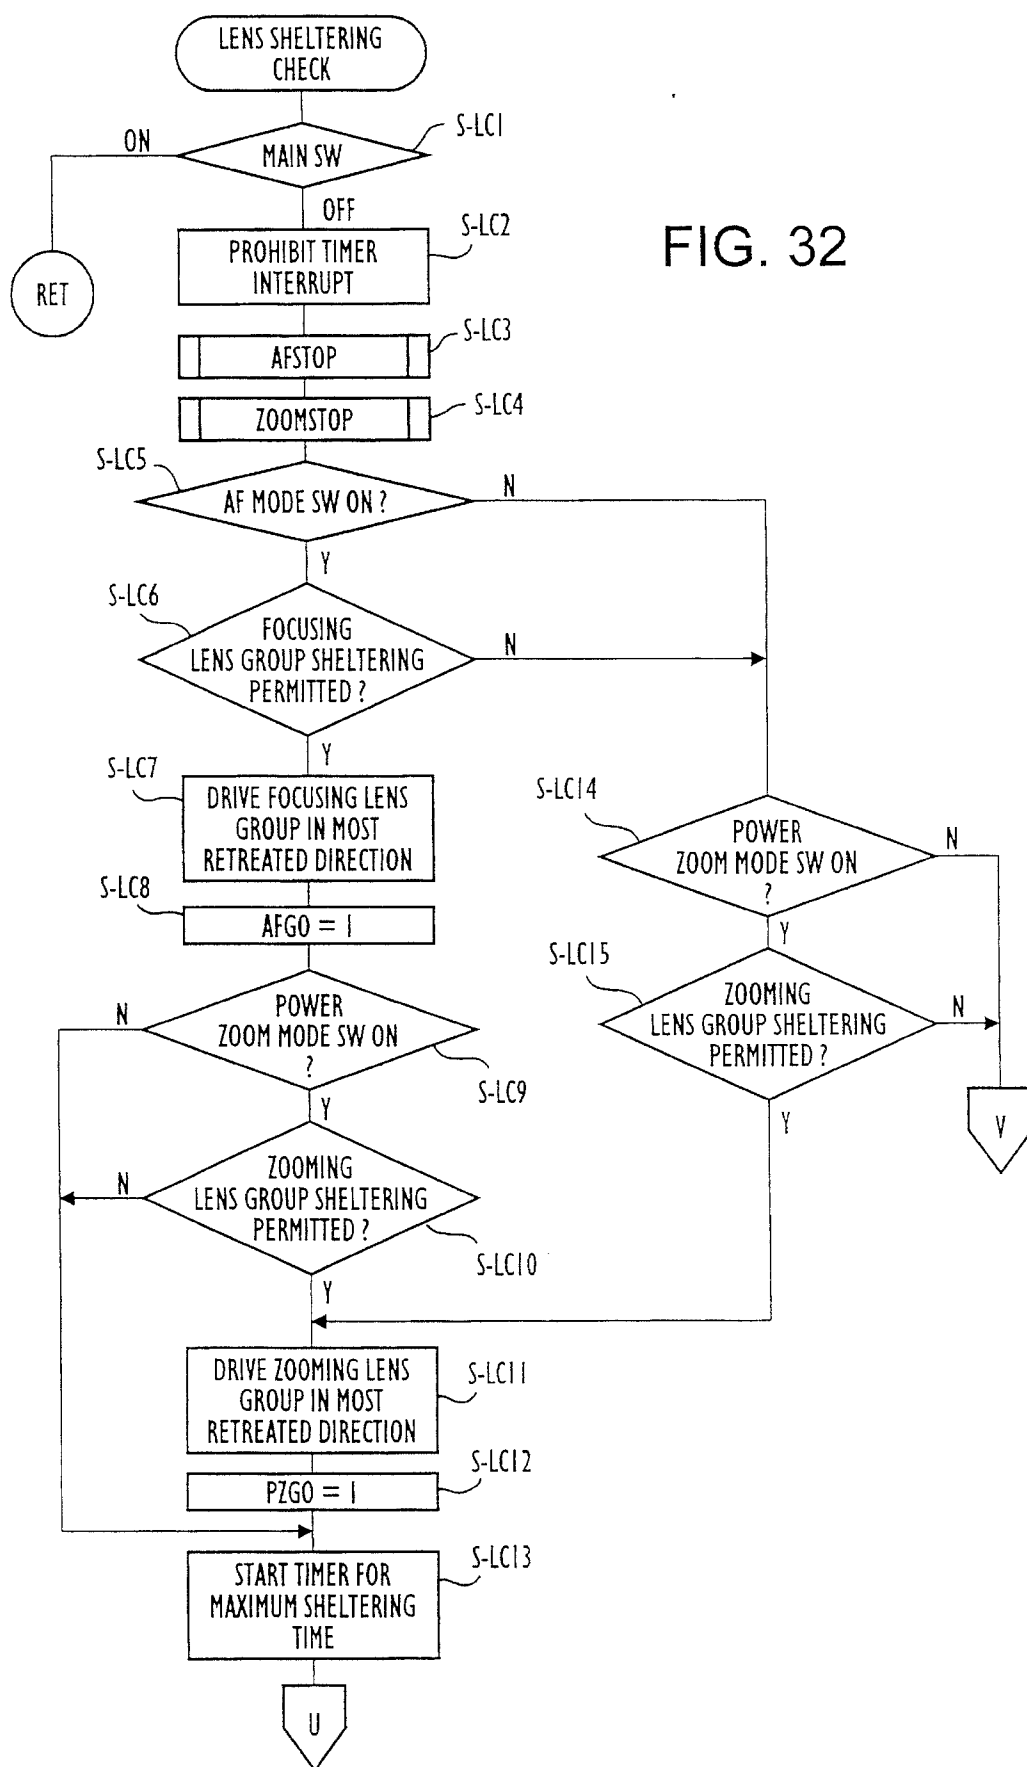 LENS SHELTERING
CHECK
S-LC1
ON
MAIN SW
OFF
S-LC2
FIG. 32
PROHIBIT TIMER
INTERRUPT
RET
S-LC3
AFSTOP
S-LC4
ZOOMSTOP
S-LC5
AF MODE SW ON ?
N
Y
S-LC6
FOCUSING
LENS GROUP SHELTERING
PERMITTED ?
N
Y
S-LC7
DRIVE FOCUSING LENS
GROUP IN MOST
RETREATED DIRECTION
S-LC14
POWER
ZOOM MODE SW ON
?
N
Y
S-LC8
AFGO = 1
S-LC15
ZOOMING
LENS GROUP SHELTERING
PERMITTED ?
N
Y
POWER
ZOOM MODE SW ON
?
N
S-LC9
Y
V
ZOOMING
LENS GROUP SHELTERING
PERMITTED ?
N
S-LC10
Y
DRIVE ZOOMING LENS
GROUP IN MOST
RETREATED DIRECTION
S-LC11
S-LC12
PZGO = 1
S-LC13
START TIMER FOR
MAXIMUM SHELTERING
TIME
U